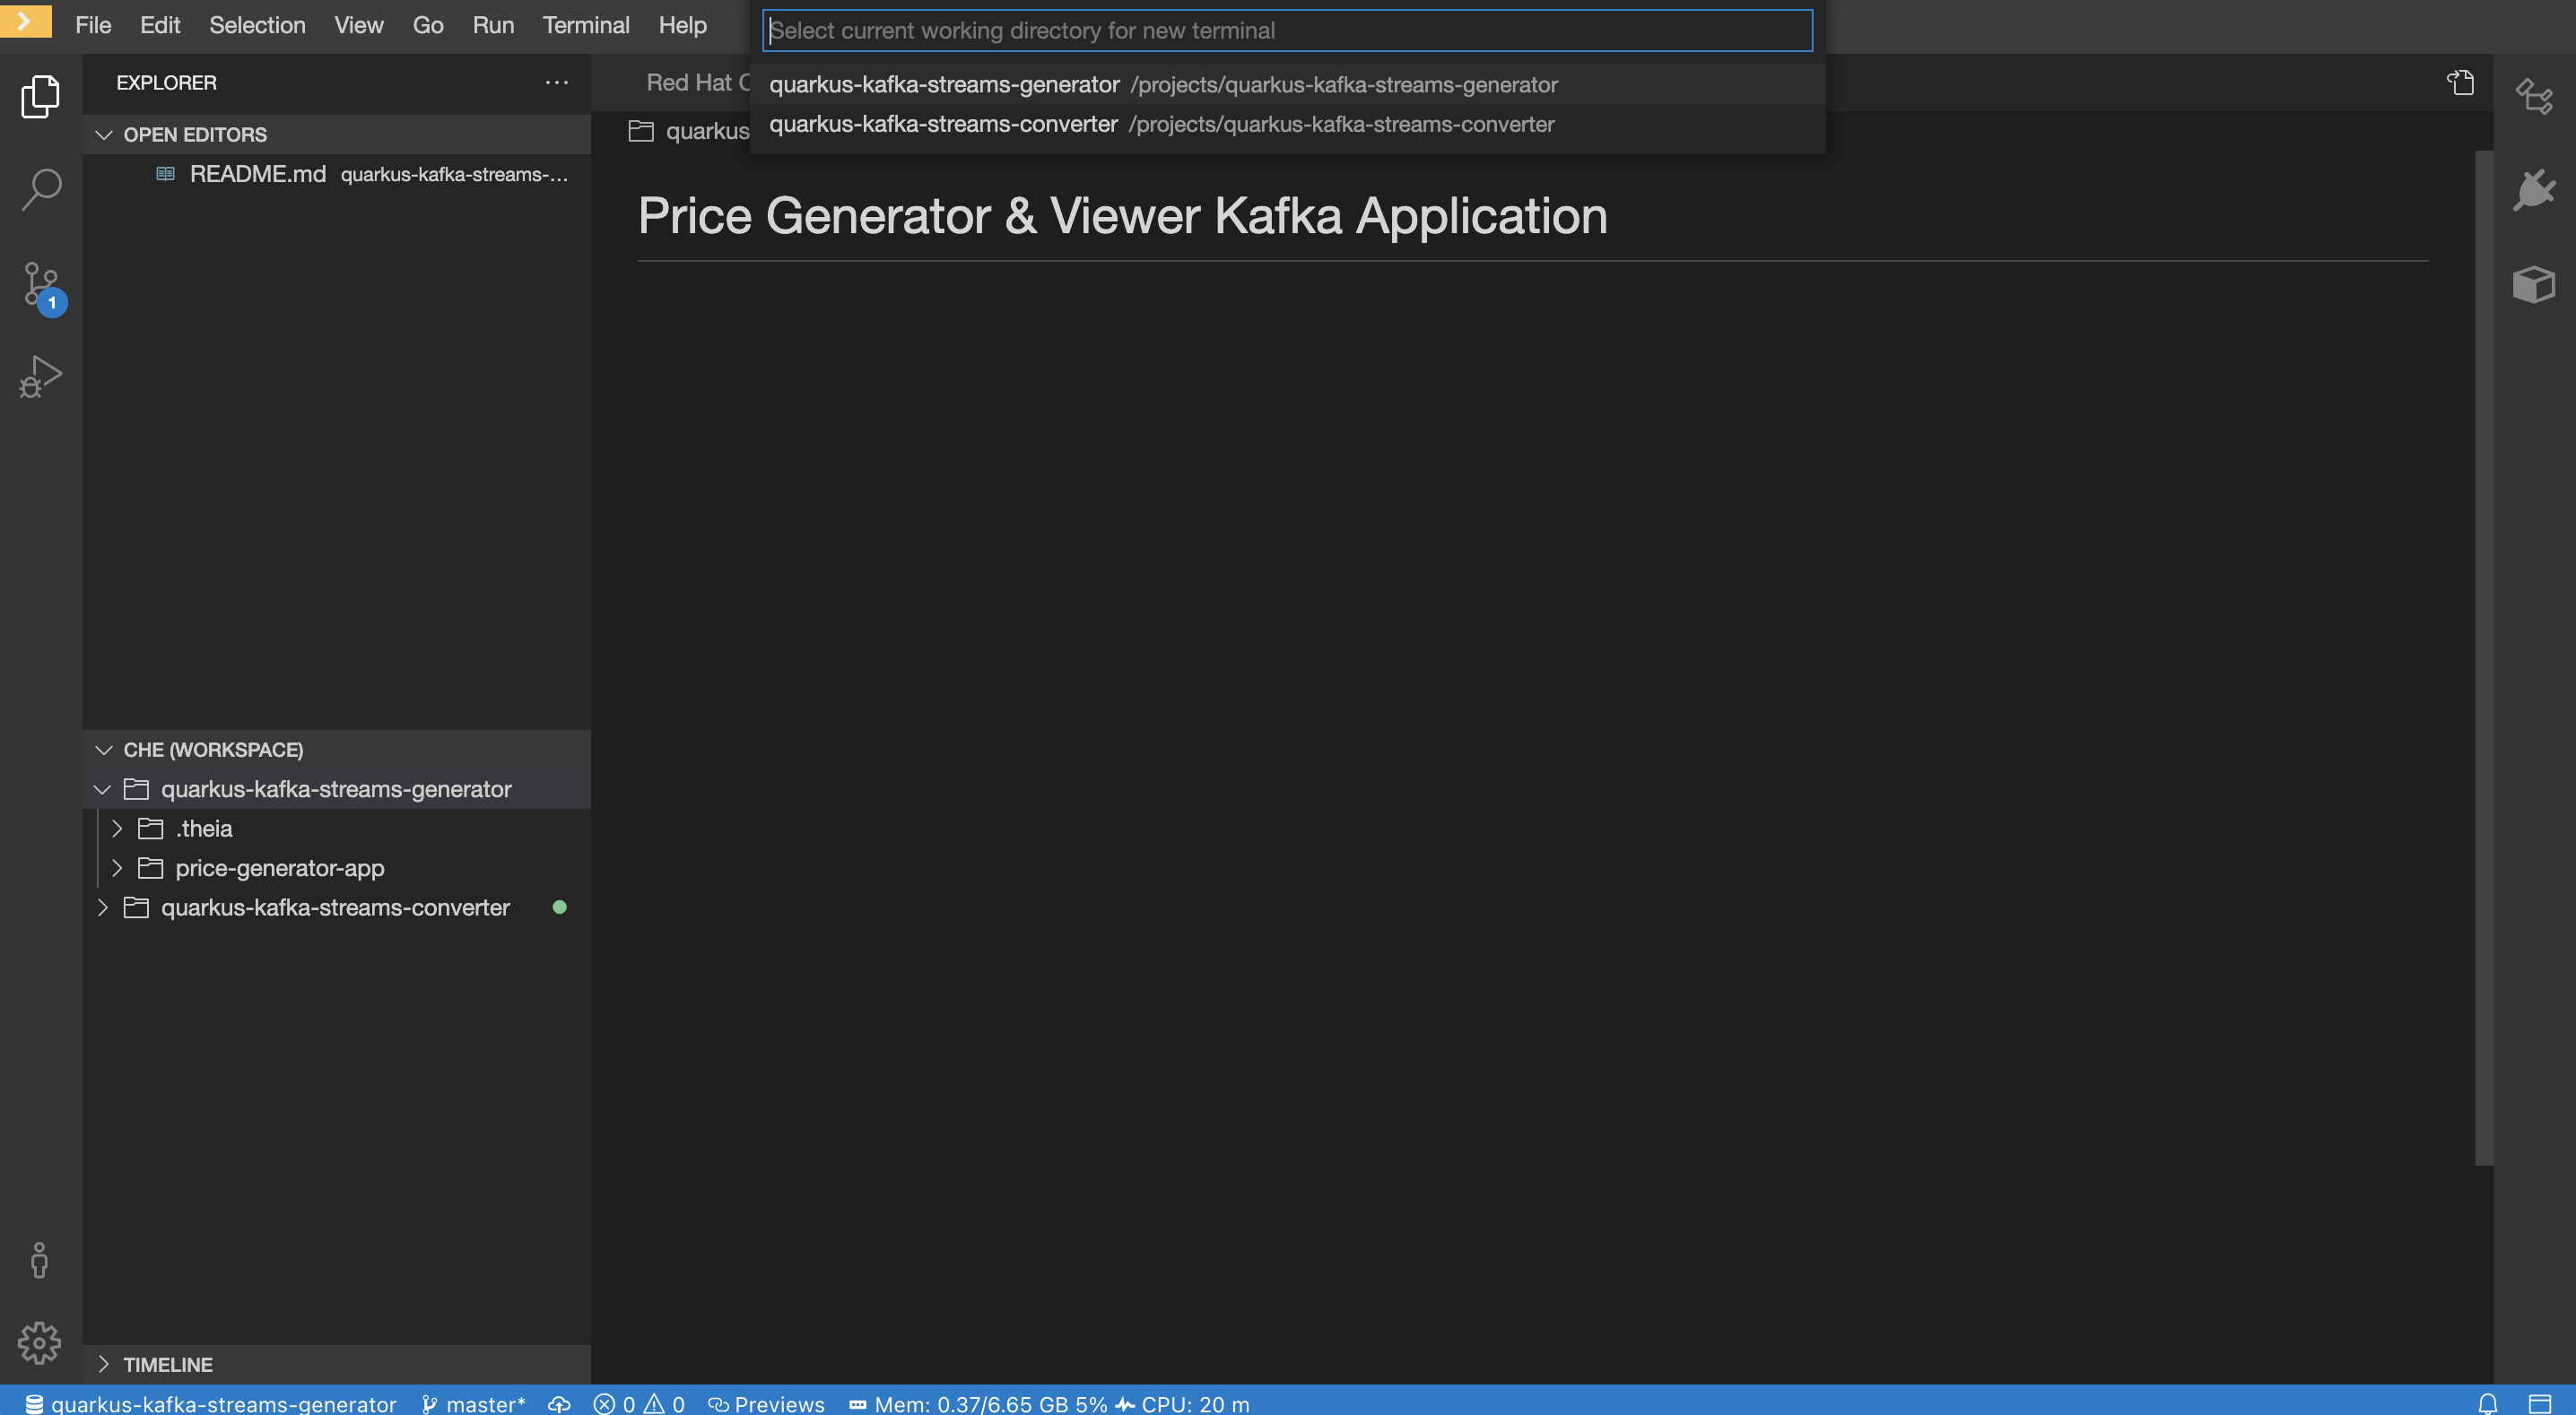 File Edit Selection View Go Run Terminal Help
Select current working directory for new terminal
quarkus-kafka-streams-generator /projects/quarkus-kafka-streams-generator
quarkus-kafka-streams-converter /projects/quarkus-kafka-streams-converter
EXPLORER
Red Hat
OPEN EDITORS
quarkus
README.md quarkus-kafka-streams-...
1
Price Generator & Viewer Kafka Application
CHE (WORKSPACE)
quarkus-kafka-streams-generator
.theia
price-generator-app
quarkus-kafka-streams-converter
TIMELINE
quarkus-kafka-streams-generator master* 0 0 Previews Mem: 0.37/6.65 GB 5% CPU: 20 m